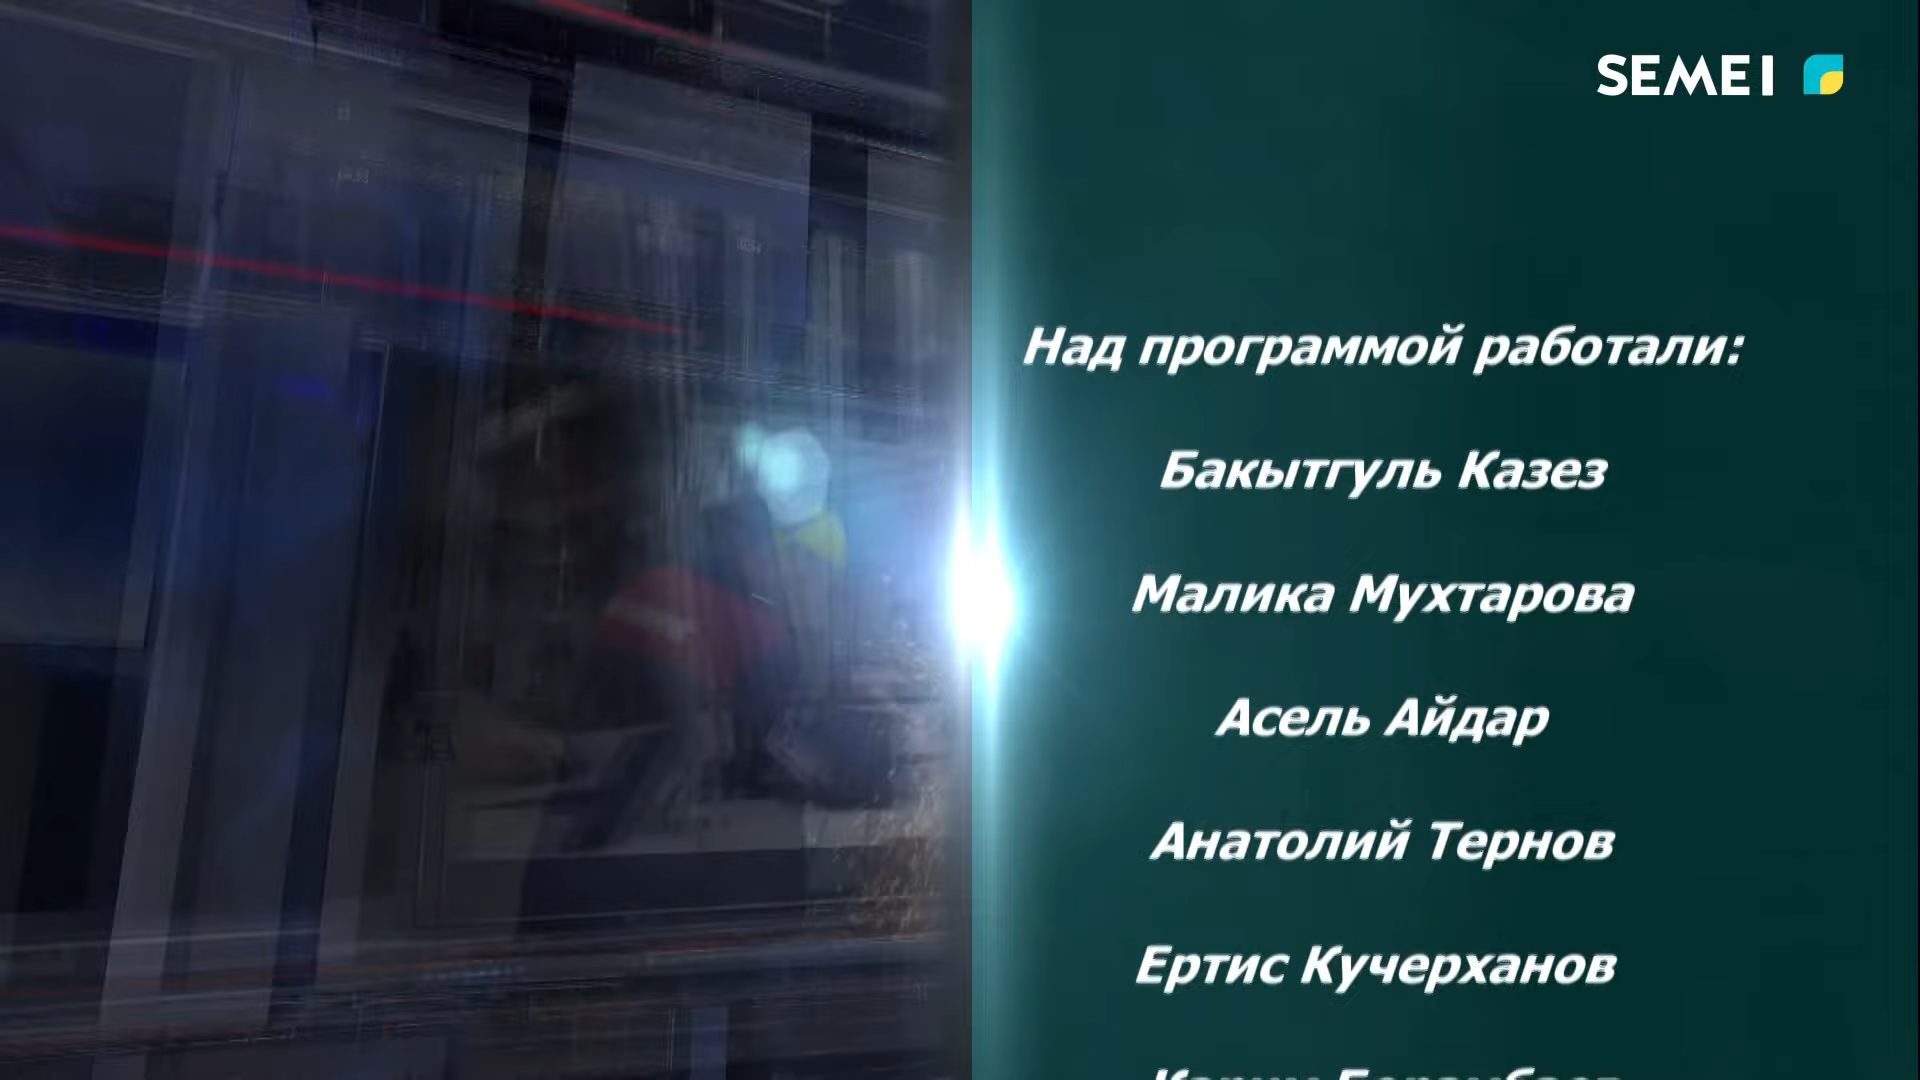 SEMEI
Над программой работали:
Бакытгуль Казез
Малика Мухтарова
Асель Айдар
Анатолий Тернов
Ертис Кучерханов